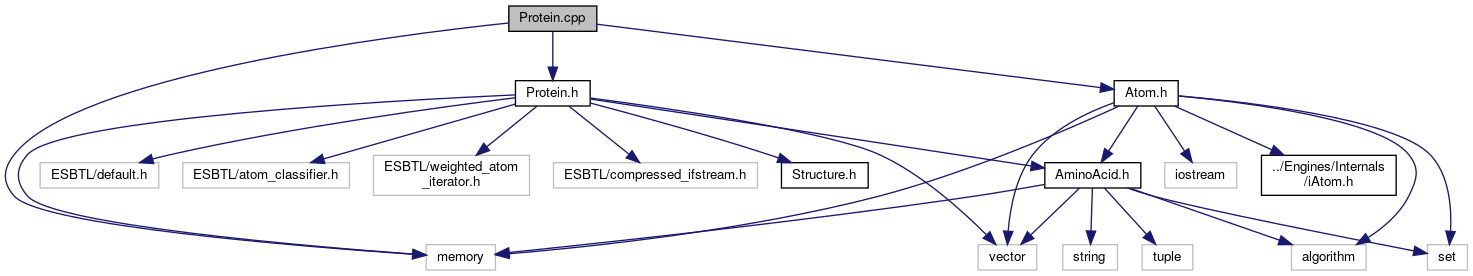 Protein.cpp
Protein.h
Atom.h
ESBTL/default.h
ESBTL/atom_classifier.h
ESBTL/weighted_atom
_iterator.h
ESBTL/compressed_ifstream.h
Structure.h
AminoAcid.h
iostream
../Engines/Internals
/iAtom.h
memory
vector
string
tuple
algorithm
set